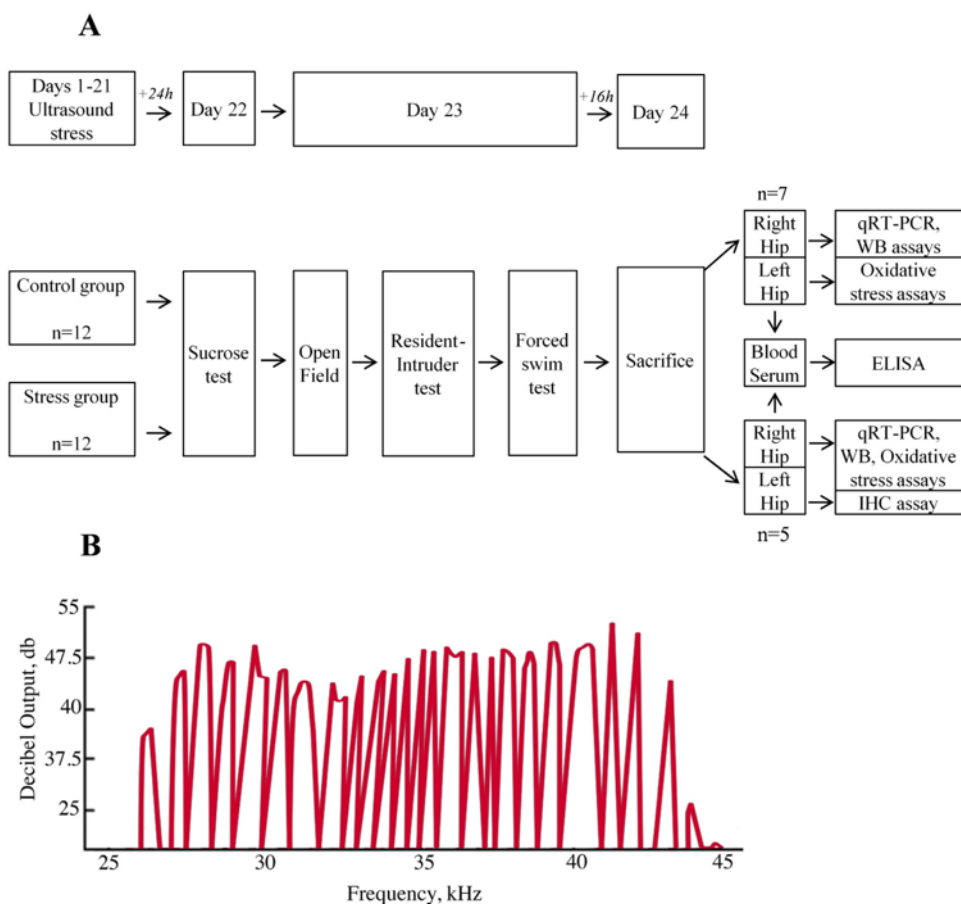 A
Days 1-21
Ultrasound
stress
+24h
Day 22
Day 23
+16h
Day 24
Control group
n=12
Stress group
n=12
Sucrose
test
Open
Field
Resident-
Intruder
test
Forced
swim
test
Sacrifice
n=7
Right
Hip
Left
Hip
qRT-PCR,
WB assays
Oxidative
stress assays
Blood
Serum
ELISA
Right
Hip
Left
Hip
n=5
qRT-PCR,
WB, Oxidative
stress assays
IHC assay
B
Decibel Output, db
55
47.5
40
37.5
25
25 30 35 40 45
Frequency, kHz